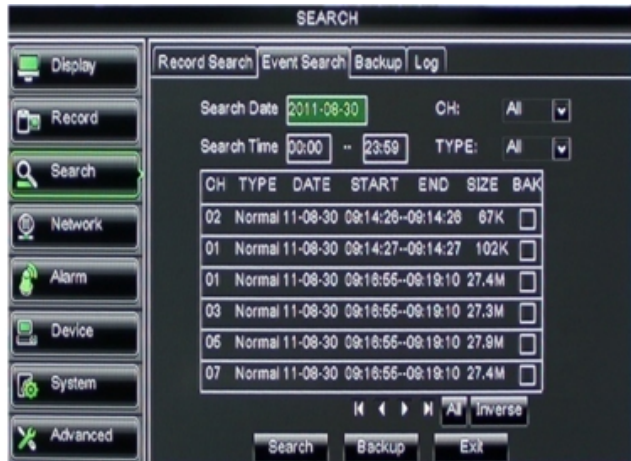 SEARCH
Display
Record
Search
Network
Alarm
Device
System
Advanced
Record Search Event Search Backup Log
Search Date 2011-08-30 CH: All
Search Time 00:00 -- 23:59 TYPE: All
CH TYPE DATE START END SIZE BAK
02 Normal 11-08-30 09:14:26--09:14:26 67K
01 Normal 11-08-30 09:14:27--09:14:27 102K
01 Normal 11-08-30 09:16:55--09:19:10 27.4M
03 Normal 11-08-30 09:16:55--09:19:10 27.3M
05 Normal 11-08-30 09:16:55--09:19:10 27.9M
07 Normal 11-08-30 09:16:55--09:19:10 27.4M
All Inverse
Search Backup Exit